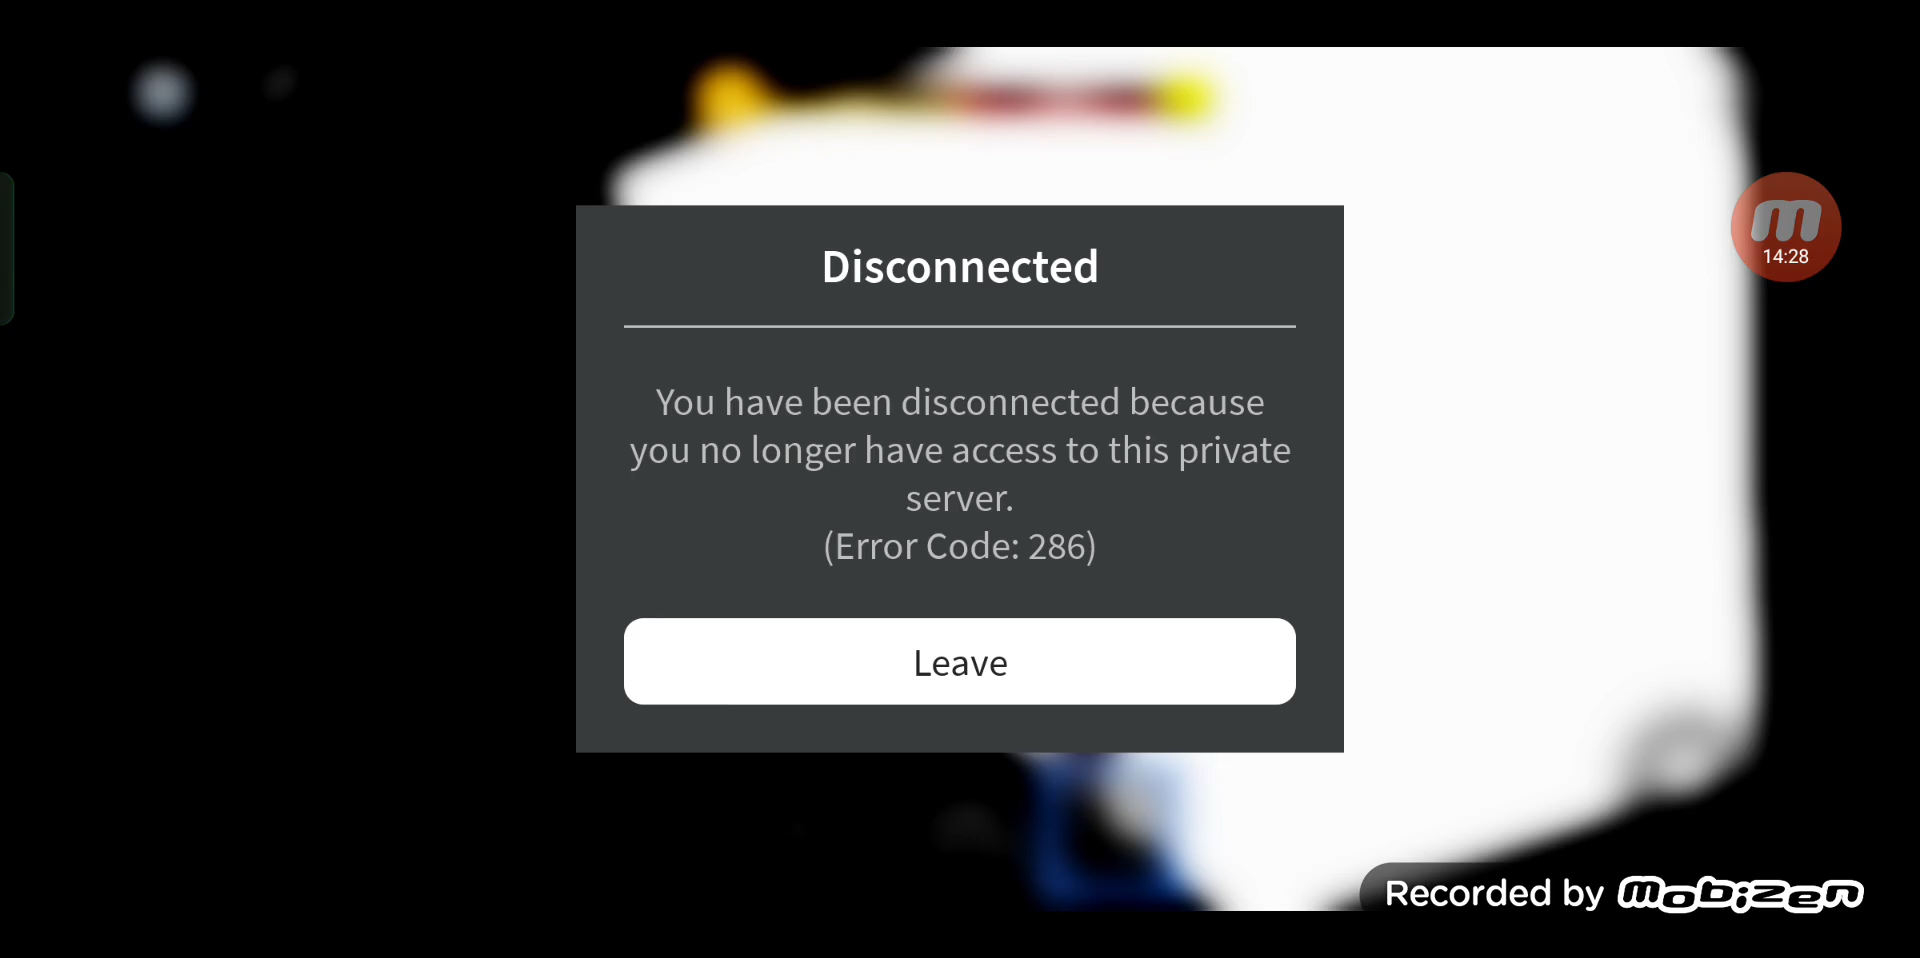 Disconnected
You have been disconnected because
you no longer have access to this private
server.
(Error Code: 286)
Leave
m
14:28
Recorded by mobizen